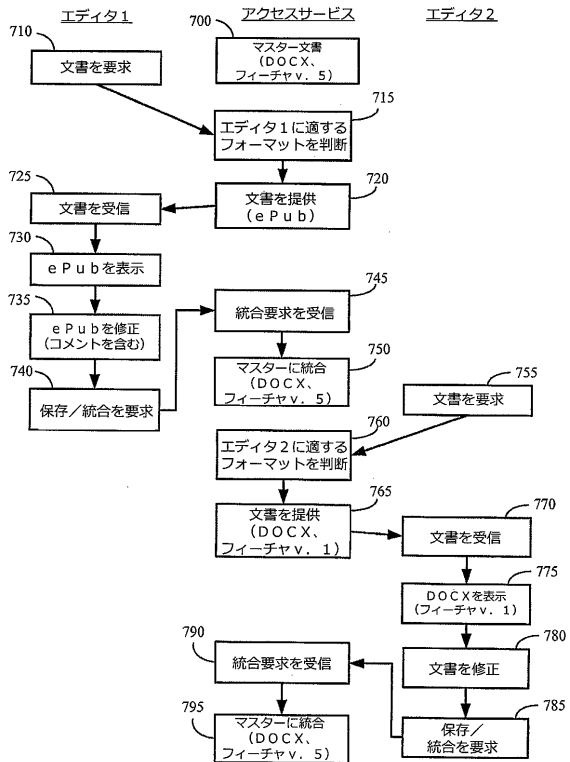 エディタ1
アクセスサービス
エディタ2
710
文書を要求
700
マスター文書
(DOCX、
フィーチャv.5)
715
エディタ1に適する
フォーマットを判断
720
文書を提供
(ePub)
725
文書を受信
730
ePubを表示
735
ePubを修正
(コメントを含む)
740
保存/統合を要求
745
統合要求を受信
750
マスターに統合
(DOCX、
フィーチャv.5)
755
文書を要求
760
エディタ2に適する
フォーマットを判断
765
文書を提供
(DOCX、
フィーチャv.1)
770
文書を受信
775
DOCXを表示
(フィーチャv.1)
780
文書を修正
785
保存/
統合を要求
790
統合要求を受信
795
マスターに統合
(DOCX、
フィーチャv.5)